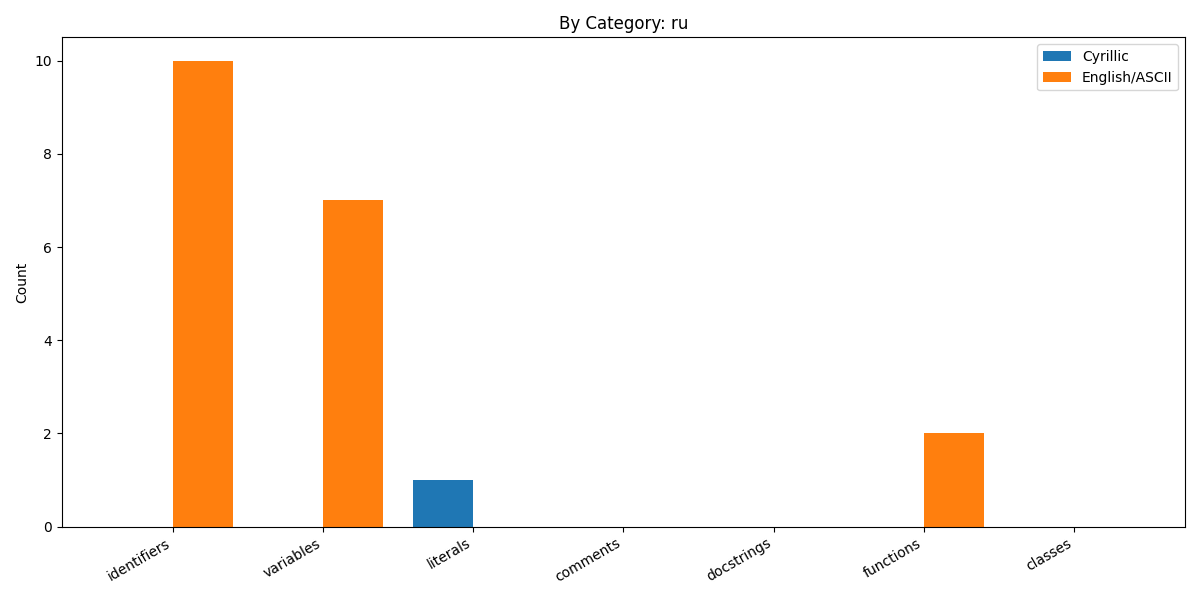 By Category: ru
Cyrillic
English/ASCII
Count
10
8
6
4
2
0
identifiers
variables
literals
comments
docstrings
functions
classes